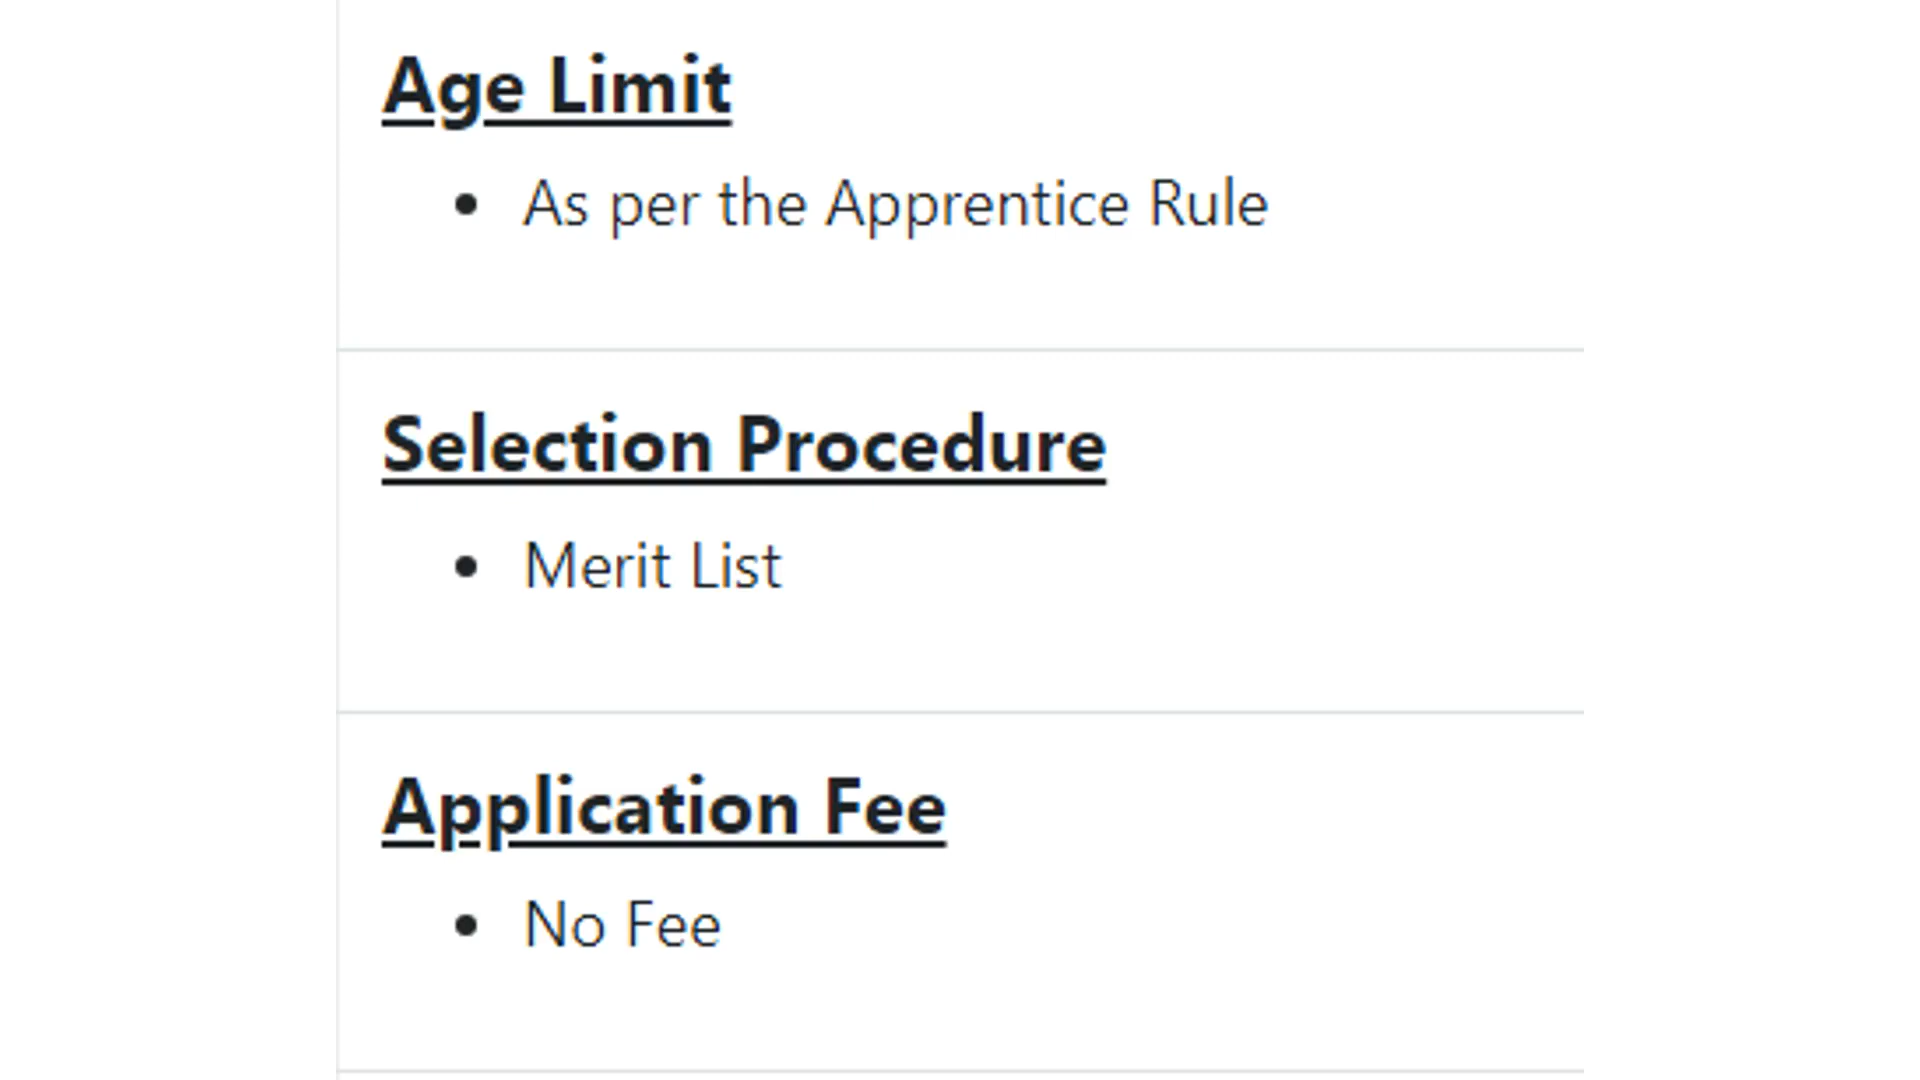 Age Limit
• As per the Apprentice Rule
Selection Procedure
• Merit List
Application Fee
• No Fee